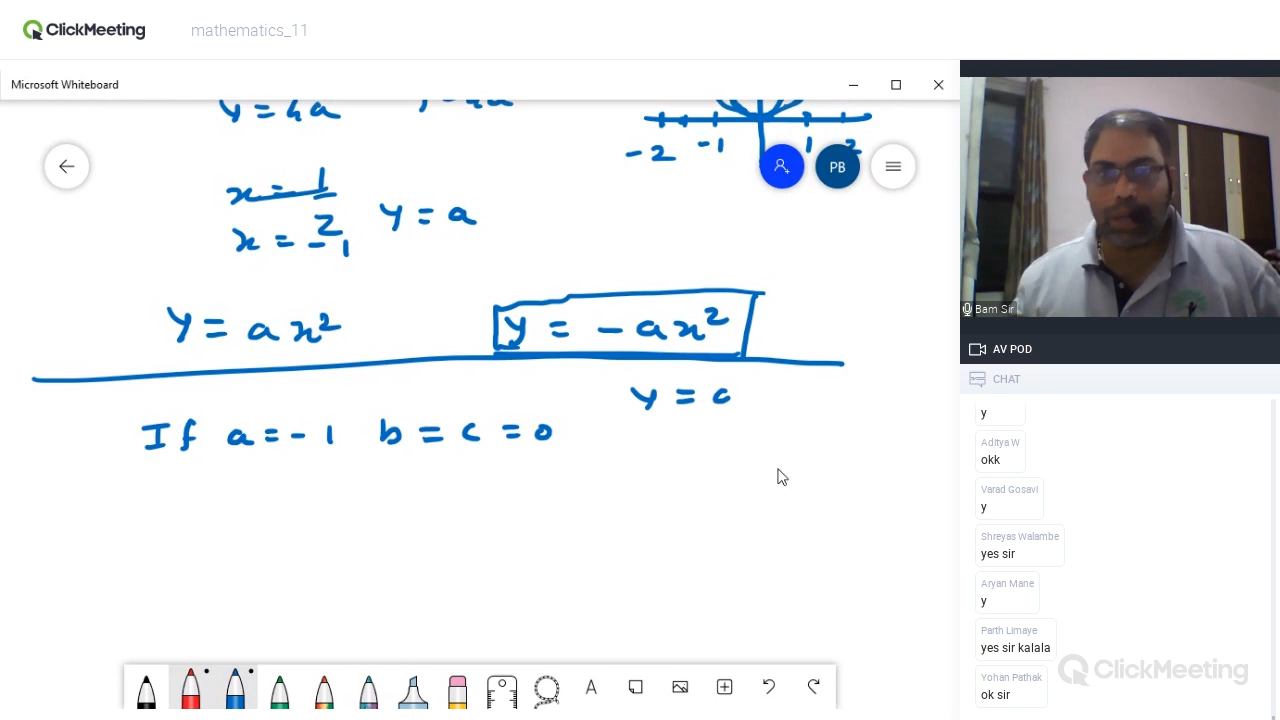 ClickMeeting mathematics_11
Microsoft Whiteboard
y = 4a
-2 -1 1 2
PB
x = 1/2
x = -1 y = a
y = ax² y = -ax²
y = c
If a = -1 b = c = 0
Bam Sir
AV POD
CHAT
y
Aditya W
okk
Varad Gosavi
y
Shreyas Walambe
yes sir
Aryan Mane
y
Parth Limaye
yes sir kalala
Yohan Pathak
ok sir
ClickMeeting